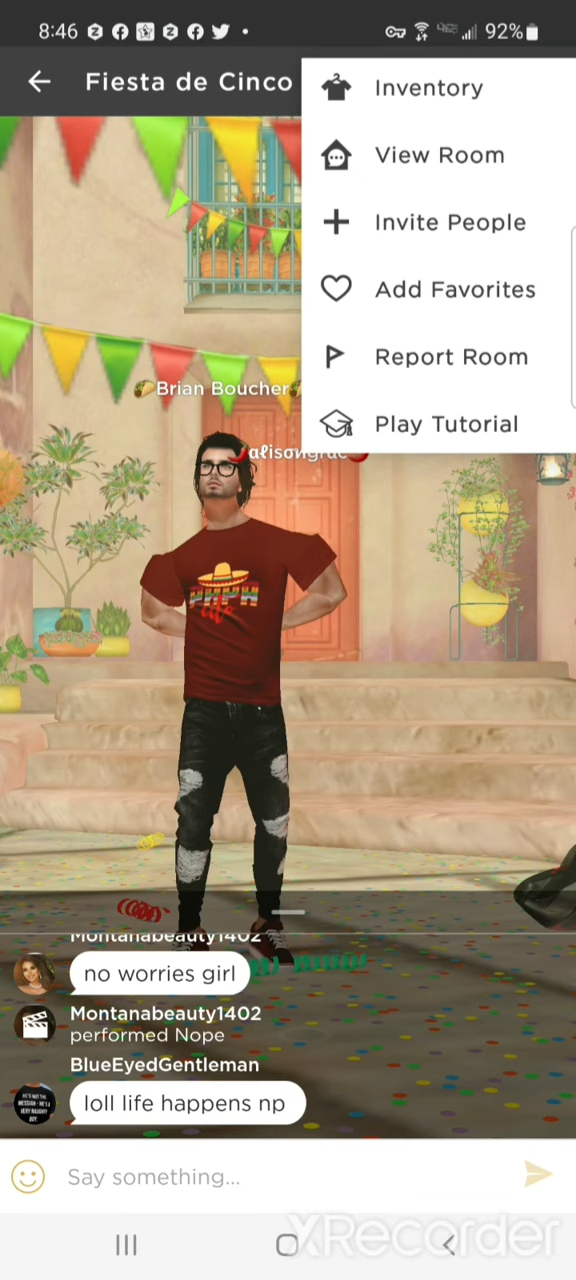 8:46
92%
Fiesta de Cinco
Inventory
View Room
Invite People
Add Favorites
Report Room
Play Tutorial
Brian Boucher
Montanabeauty1402
no worries girl
Montanabeauty1402
performed Nope
BlueEyedGentleman
loll life happens np
Say something...
XRecorder